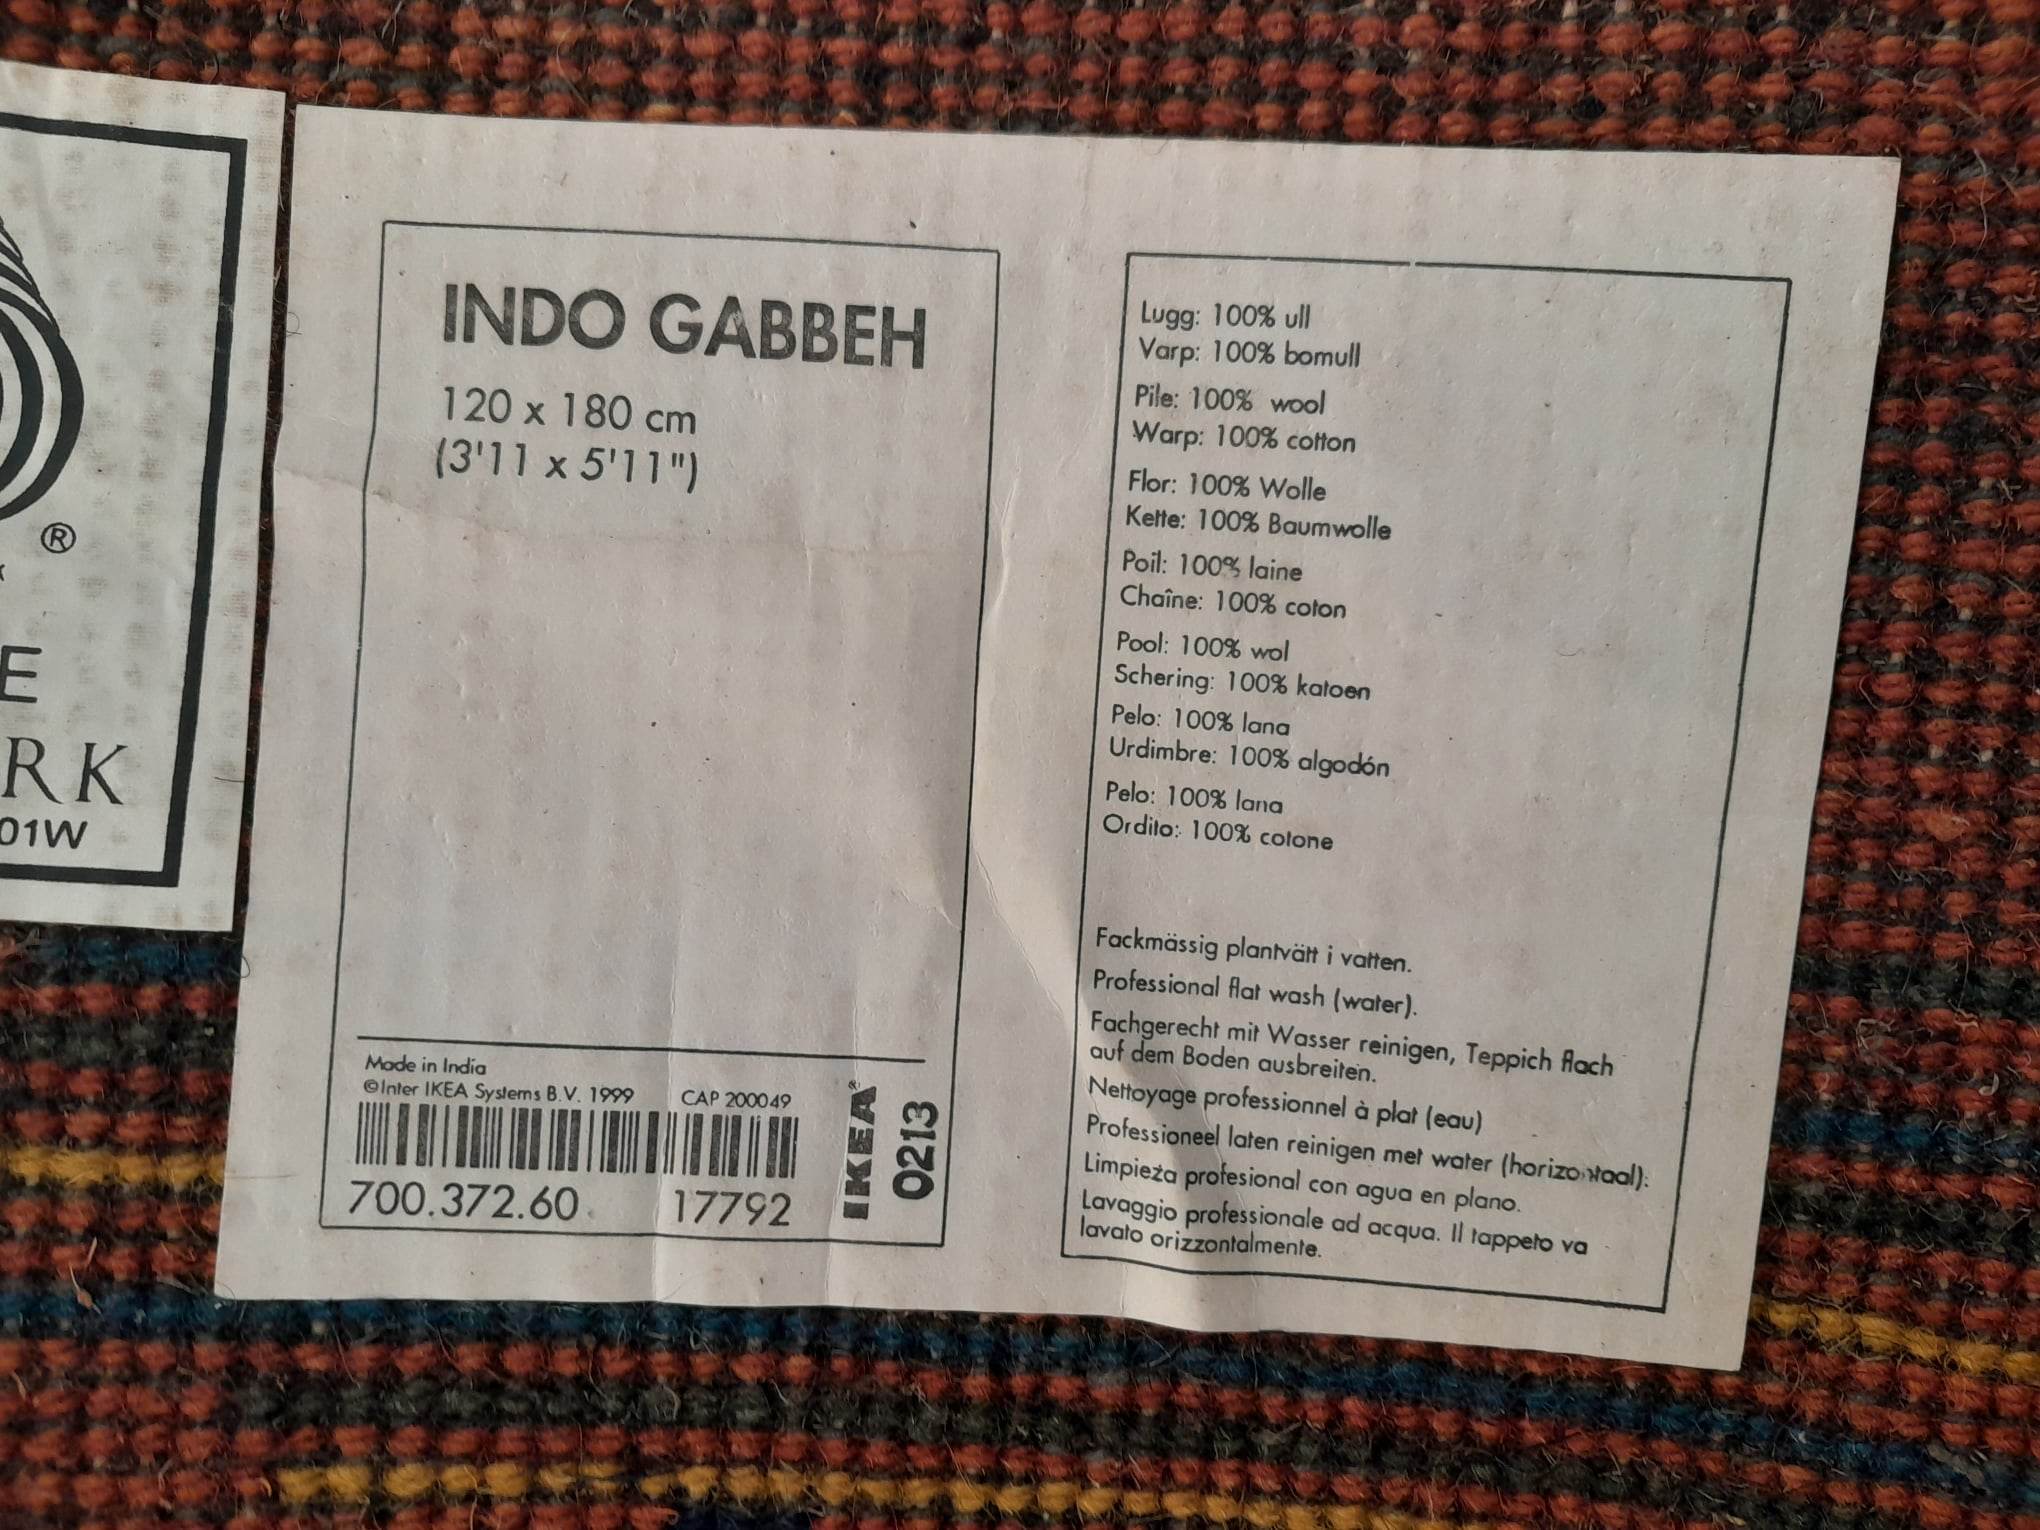 ®
E
RK
01W
INDO GABBEH
120 x 180 cm
(3'11 x 5'11")
Made in India
©Inter IKEA Systems B.V. 1999 CAP 200049
700.372.60 17792
IKEA®
0213
Lugg: 100% ull
Varp: 100% bomull
Pile: 100% wool
Warp: 100% cotton
Flor: 100% Wolle
Kette: 100% Baumwolle
Poil: 100% laine
Chaîne: 100% coton
Pool: 100% wol
Schering: 100% katoen
Pelo: 100% lana
Urdimbre: 100% algodón
Pelo: 100% lana
Ordito: 100% cotone
Fackmässig plantvätt i vatten.
Professional flat wash (water).
Fachgerecht mit Wasser reinigen, Teppich flach
auf dem Boden ausbreiten.
Nettoyage professionnel à plat (eau)
Professioneel laten reinigen met water (horizontaal).
Limpieza profesional con agua en plano.
Lavaggio professionale ad acqua. Il tappeto va
lavato orizzontalmente.